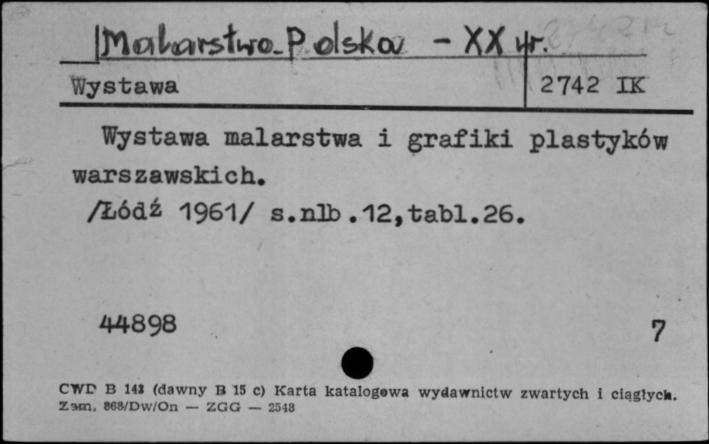 Malarstwo Polska - XX w.
Wystawa 2742 IK
Wystawa malarstwa i grafiki plastyków
warszawskich.
/Łódź 1961/ s.nlb.12,tabl.26.
44898 7
CWD B 143 (dawny B 15 c) Karta katalogowa wydawnictw zwartych i ciągłych.
Zam. 868/Dw/On — ZGG — 2548